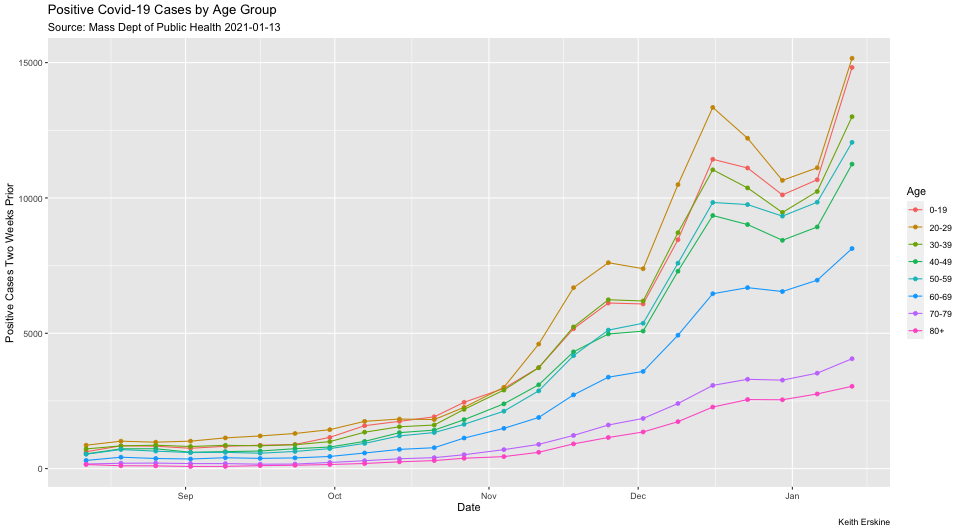 Positive Covid-19 Cases by Age Group
Source: Mass Dept of Public Health 2021-01-13
Positive Cases Two Weeks Prior
15000
10000
5000
0
Sep
Oct
Nov
Dec
Jan
Date
Age
0-19
20-29
30-39
40-49
50-59
60-69
70-79
80+
Keith Erskine